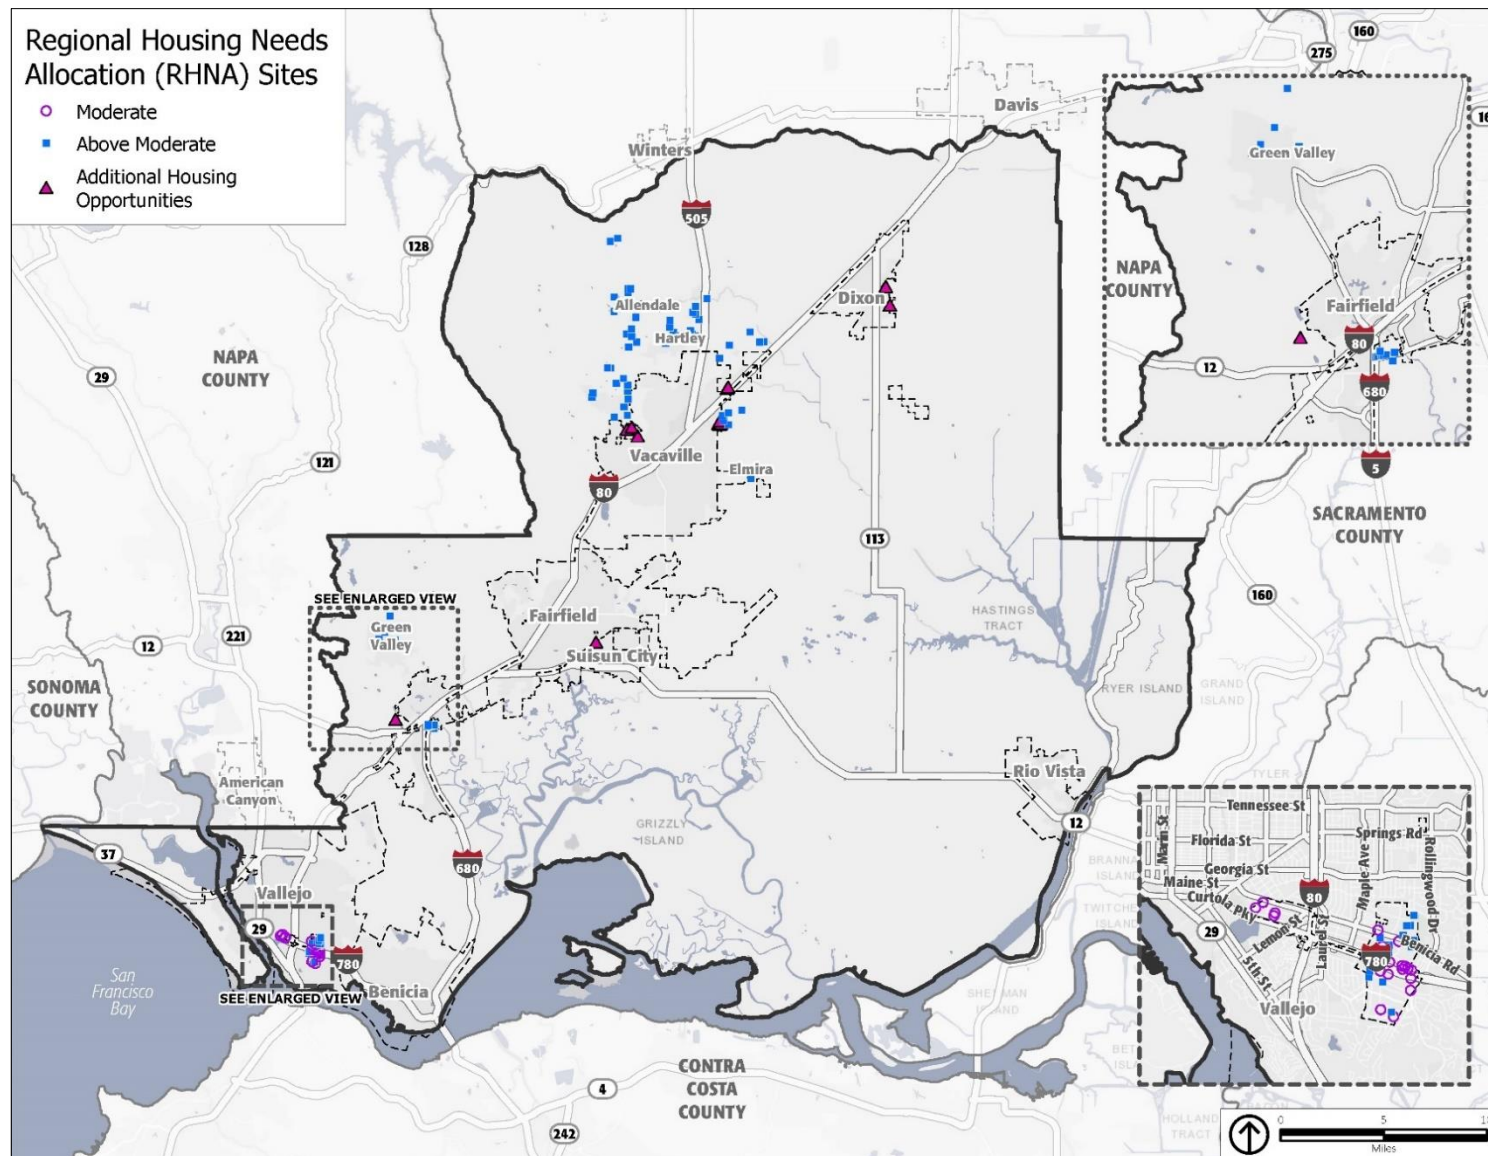 Regional Housing Needs
Allocation (RHNA) Sites
Moderate
Above Moderate
Additional Housing
Opportunities
160
275
Davis
Winters
505
128
Allendale
Hartley
Dixon
NAPA
COUNTY
29
121
Vacaville
Elmira
80
113
SEE ENLARGED VIEW
Green
Valley
Fairfield
Suisun City
HASTINGS
TRACT
12
221
SONOMA
COUNTY
RYER ISLAND
GRAND
ISLAND
160
5
SACRAMENTO
COUNTY
American
Canyon
GRIZZLY
ISLAND
Rio Vista
12
TYLER
37
Vallejo
680
29
780
SEE ENLARGED VIEW
Benicia
San
Francisco
Bay
CONTRA
COSTA
COUNTY
4
242
Green Valley
NAPA
COUNTY
Fairfield
80
12
680
Tennessee St
Marin St
Florida St
Springs Rd
Georgia St
Maple Ave
Rollingwood Dr
Maine St
Curtola Pky
80
29
Lemon St
Laurel St
Benicia Rd
780
5th St
Vallejo
0
5
Miles